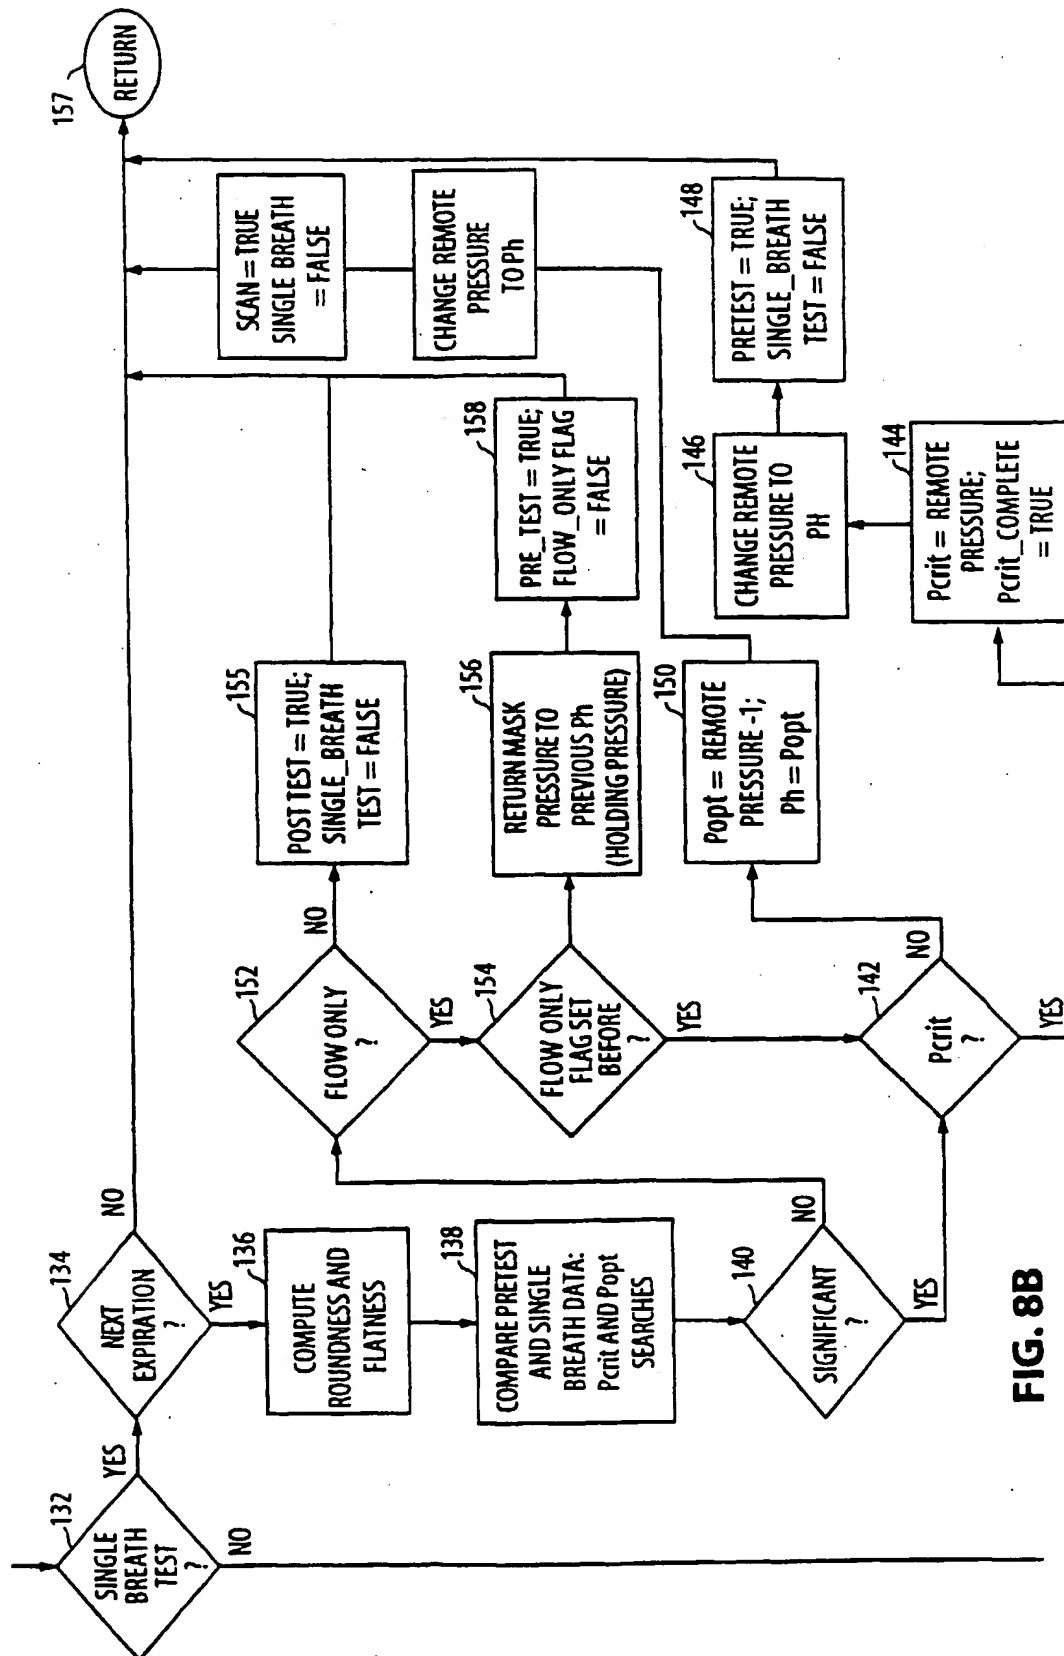 132
SINGLE
BREATH
TEST
?
YES
NO
134
NEXT
EXPIRATION
?
NO
YES
136
COMPUTE
ROUNDNESS AND
FLATNESS
138
COMPARE PRETEST
AND SINGLE
BREATH DATA:
Pcrit AND Popt
SEARCHES
140
SIGNIFICANT
?
NO
YES
152
FLOW ONLY
?
NO
YES
154
FLOW ONLY
FLAG SET
BEFORE
?
YES
142
Pcrit
?
NO
YES
155
POST TEST = TRUE;
SINGLE_BREATH
TEST = FALSE
156
RETURN MASK
PRESSURE TO
PREVIOUS Ph
(HOLDING PRESSURE)
158
PRE_TEST = TRUE;
FLOW_ONLY FLAG
= FALSE
150
Popt = REMOTE
PRESSURE -1;
Ph = Popt
CHANGE REMOTE
PRESSURE
TO Ph
SCAN = TRUE
SINGLE BREATH
= FALSE
144
Pcrit = REMOTE
PRESSURE;
Pcrit_COMPLETE
= TRUE
146
CHANGE REMOTE
PRESSURE TO
PH
148
PRETEST = TRUE;
SINGLE_BREATH
TEST = FALSE
157
RETURN
FIG. 8B